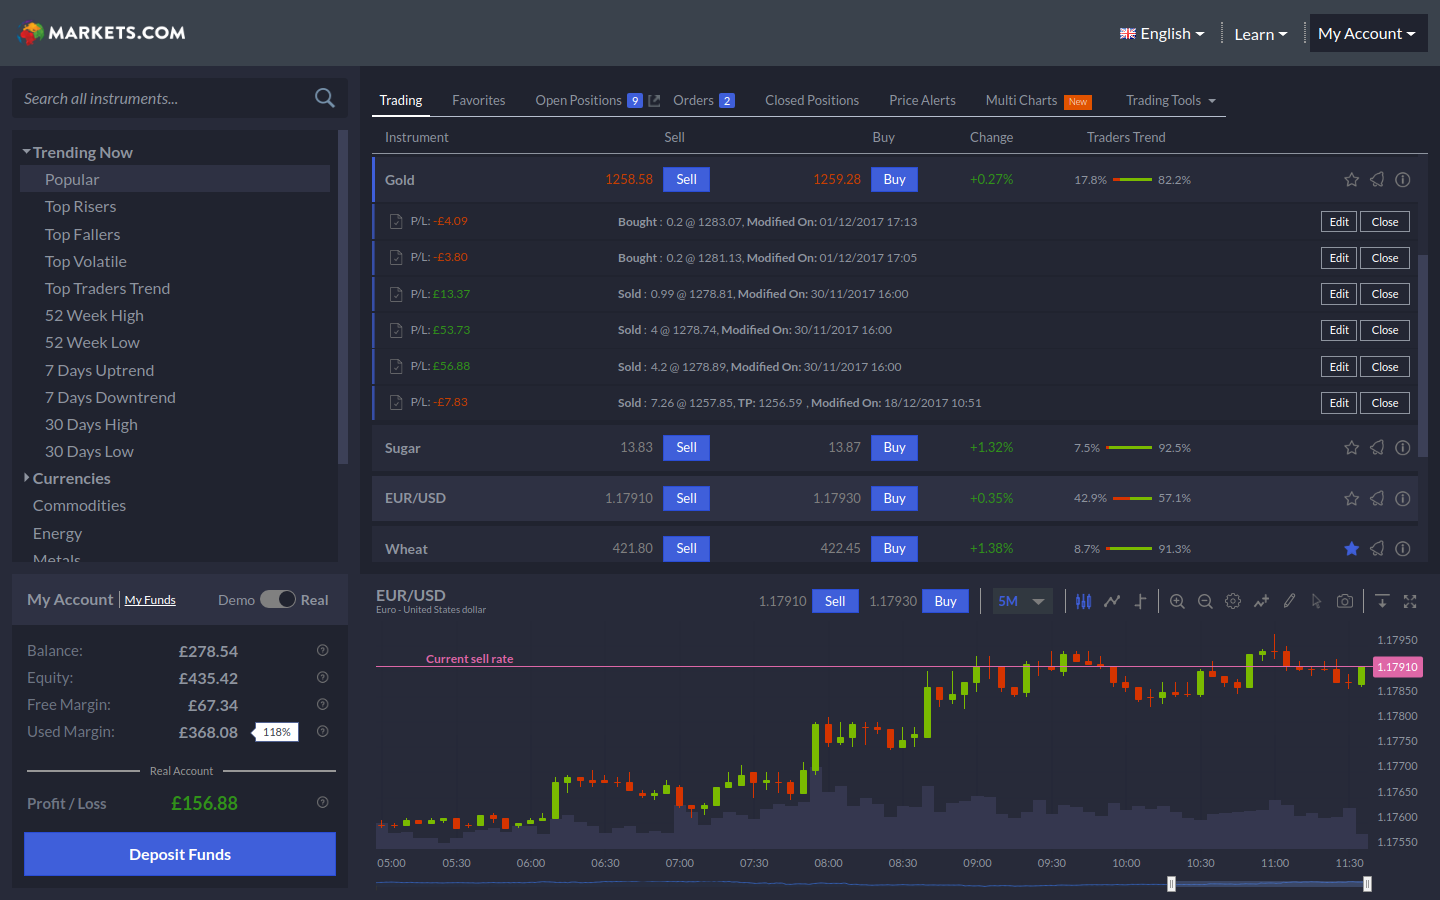 MARKETS.COM
English
Learn
My Account
Search all instruments...
Trending Now
Popular
Top Risers
Top Fallers
Top Volatile
Top Traders Trend
52 Week High
52 Week Low
7 Days Uptrend
7 Days Downtrend
30 Days High
30 Days Low
Currencies
Commodities
Energy
Metals
Trading Favorites Open Positions 9 Orders 2 Closed Positions Price Alerts Multi Charts New Trading Tools
Instrument Sell Buy Change Traders Trend
Gold 1258.58 Sell 1259.28 Buy +0.27% 17.8% 82.2%
P/L: -£4.09 Bought : 0.2 @ 1283.07, Modified On: 01/12/2017 17:13 Edit Close
P/L: -£3.80 Bought : 0.2 @ 1281.13, Modified On: 01/12/2017 17:05 Edit Close
P/L: £13.37 Sold : 0.99 @ 1278.81, Modified On: 30/11/2017 16:00 Edit Close
P/L: £53.73 Sold : 4 @ 1278.74, Modified On: 30/11/2017 16:00 Edit Close
P/L: £56.88 Sold : 4.2 @ 1278.89, Modified On: 30/11/2017 16:00 Edit Close
P/L: -£7.83 Sold : 7.26 @ 1257.85, TP: 1256.59 , Modified On: 18/12/2017 10:51 Edit Close
Sugar 13.83 Sell 13.87 Buy +1.32% 7.5% 92.5%
EUR/USD 1.17910 Sell 1.17930 Buy +0.35% 42.9% 57.1%
Wheat 421.80 Sell 422.45 Buy +1.38% 8.7% 91.3%
My Account My Funds Demo Real
Balance: £278.54
Equity: £435.42
Free Margin: £67.34
Used Margin: £368.08 118%
Real Account
Profit / Loss £156.88
Deposit Funds
EUR/USD
Euro - United States dollar
1.17910 Sell 1.17930 Buy 5M
Current sell rate
1.17950
1.17910
1.17850
1.17800
1.17750
1.17700
1.17650
1.17600
1.17550
05:00 05:30 06:00 06:30 07:00 07:30 08:00 08:30 09:00 09:30 10:00 10:30 11:00 11:30